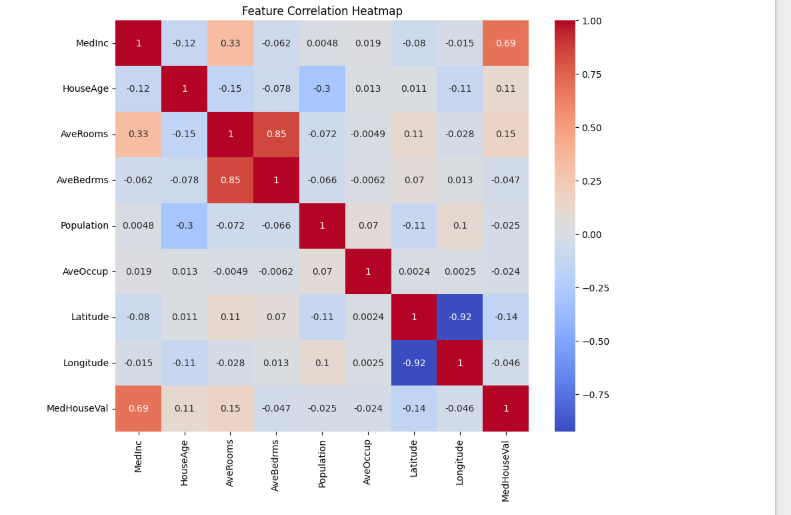 Feature Correlation Heatmap
MedInc 1 -0.12 0.33 -0.062 0.0048 0.019 -0.08 -0.015 0.69
HouseAge -0.12 1 -0.15 -0.078 -0.3 0.013 0.011 -0.11 0.11
AveRooms 0.33 -0.15 1 0.85 -0.072 -0.0049 0.11 -0.028 0.15
AveBedrms -0.062 -0.078 0.85 1 -0.066 -0.0062 0.07 0.013 -0.047
Population 0.0048 -0.3 -0.072 -0.066 1 0.07 -0.11 0.1 -0.025
AveOccup 0.019 0.013 -0.0049 -0.0062 0.07 1 0.0024 0.0025 -0.024
Latitude -0.08 0.011 0.11 0.07 -0.11 0.0024 1 -0.92 -0.14
Longitude -0.015 -0.11 -0.028 0.013 0.1 0.0025 -0.92 1 -0.046
MedHouseVal 0.69 0.11 0.15 -0.047 -0.025 -0.024 -0.14 -0.046 1
MedInc
HouseAge
AveRooms
AveBedrms
Population
AveOccup
Latitude
Longitude
MedHouseVal
1.00
0.75
0.50
0.25
0.00
−0.25
−0.50
−0.75